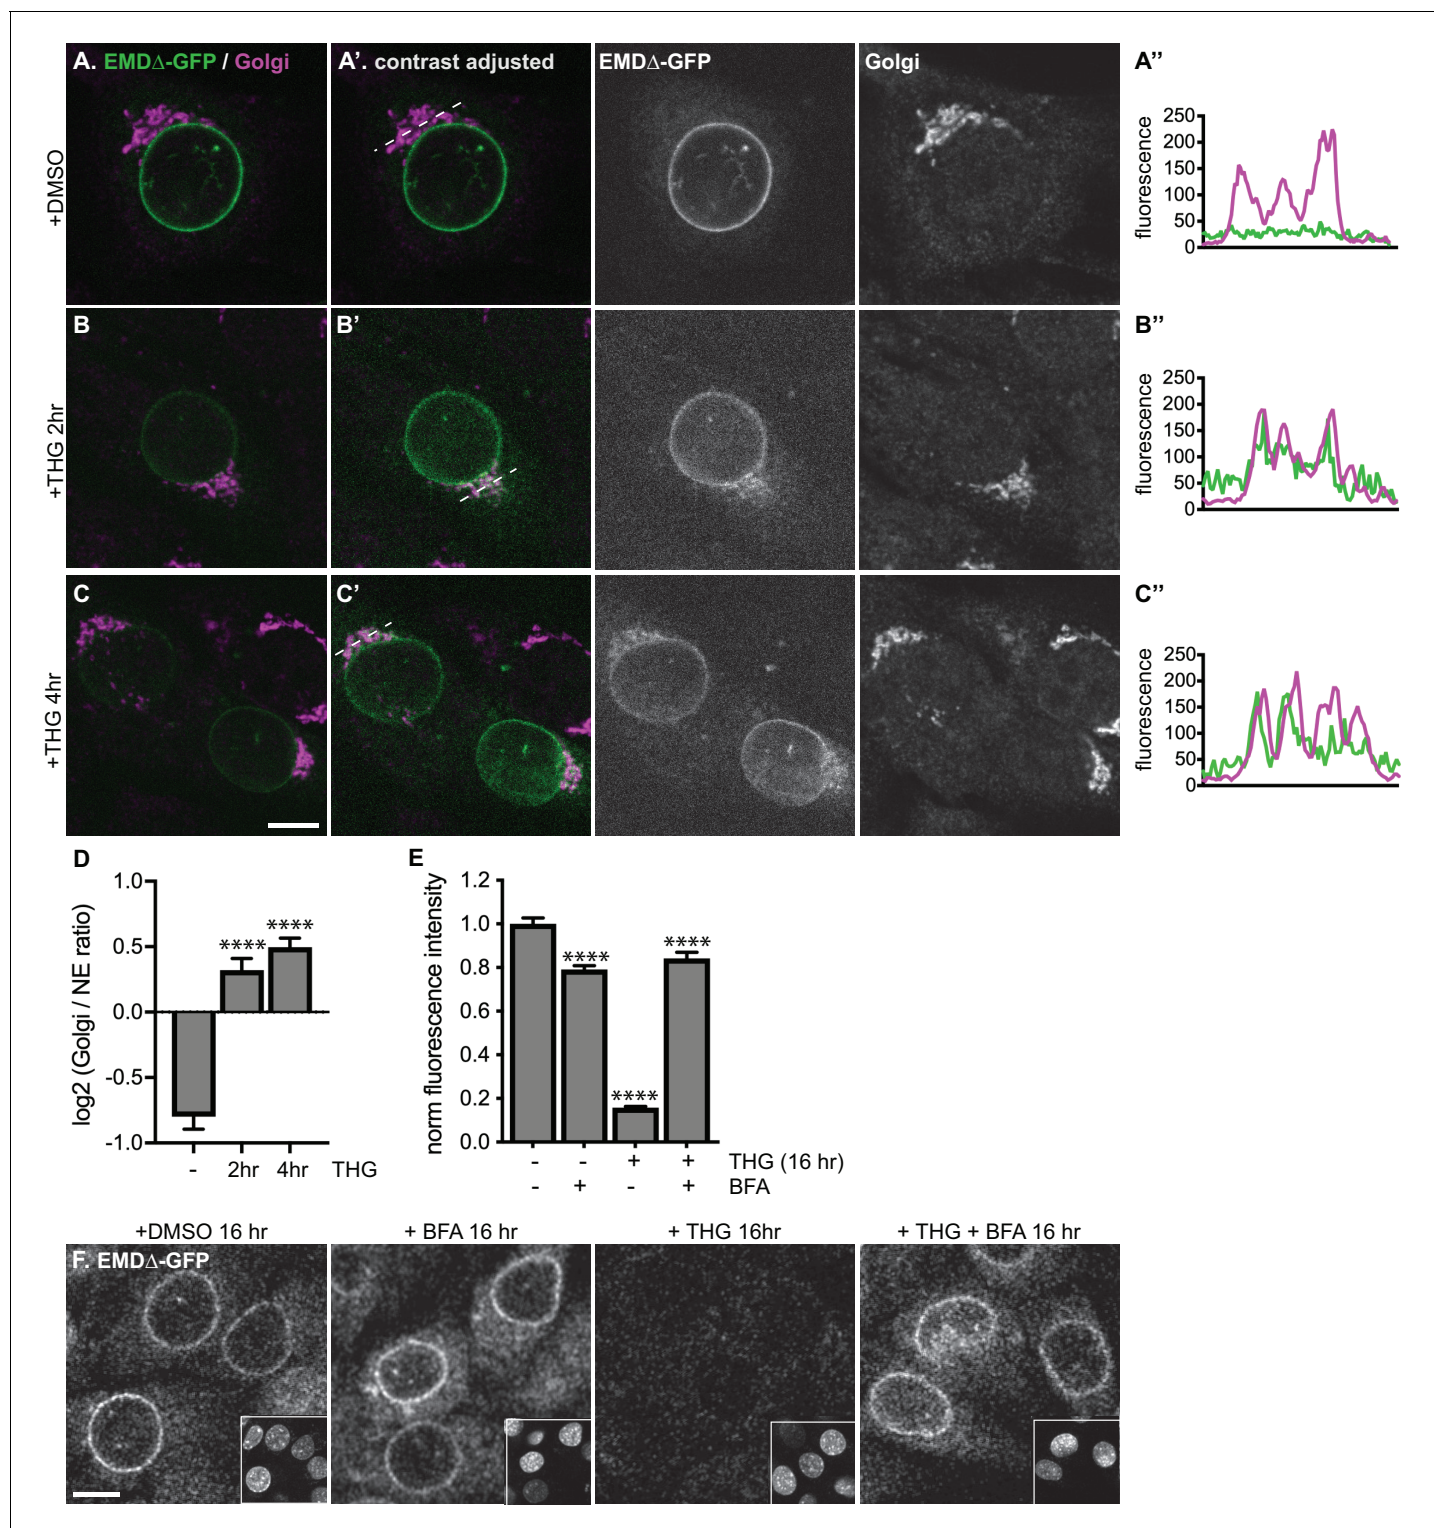 A. EMDΔ-GFP / Golgi
A'. contrast adjusted
EMDΔ-GFP
Golgi
A''
+DMSO
fluorescence
250
200
150
100
50
0
B
B'
B''
+THG 2hr
fluorescence
250
200
150
100
50
0
C
C'
C''
+THG 4hr
fluorescence
250
200
150
100
50
0
D
log2 (Golgi / NE ratio)
1.0
0.5
0.0
-0.5
-1.0
****
****
- 2hr 4hr THG
E
norm fluorescence intensity
1.2
1.0
0.8
0.6
0.4
0.2
0.0
****
****
****
- - + + THG (16 hr)
- + - + BFA
+DMSO 16 hr
+ BFA 16 hr
+ THG 16hr
+ THG + BFA 16 hr
F. EMDΔ-GFP